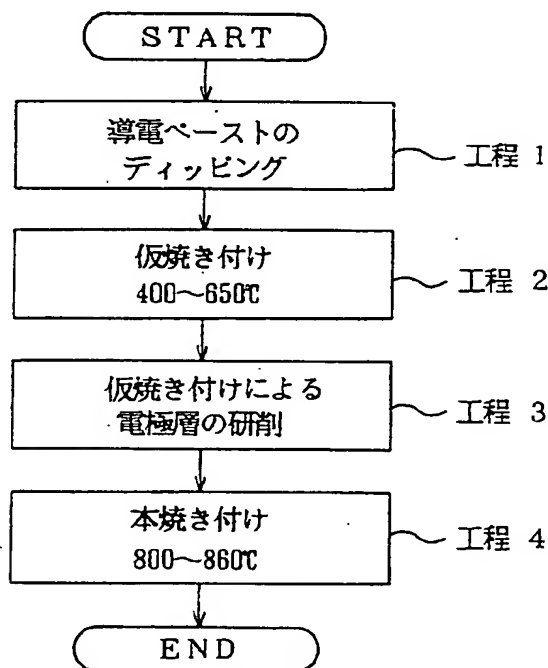 START
導電ペーストの
ディッピング
工程 1
仮焼き付け
400～650℃
工程 2
仮焼き付けによる
電極層の研削
工程 3
本焼き付け
800～860℃
工程 4
END